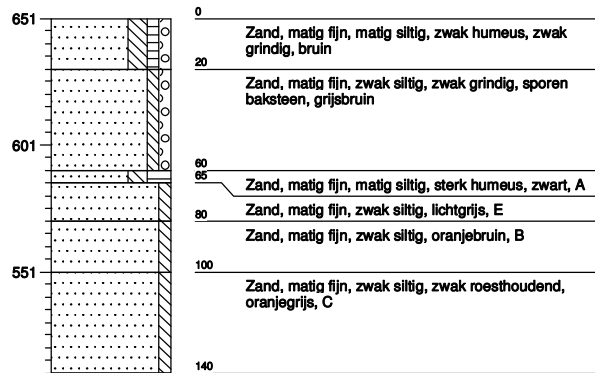 651
0
Zand, matig fijn, matig siltig, zwak humeus, zwak
grindig, bruin
20
Zand, matig fijn, zwak siltig, zwak grindig, sporen
baksteen, grijsbruin
601
60
65
Zand, matig fijn, matig siltig, sterk humeus, zwart, A
Zand, matig fijn, zwak siltig, lichtgrijs, E
80
Zand, matig fijn, zwak siltig, oranjebruin, B
551
100
Zand, matig fijn, zwak siltig, zwak roesthoudend,
oranjegrijs, C
140